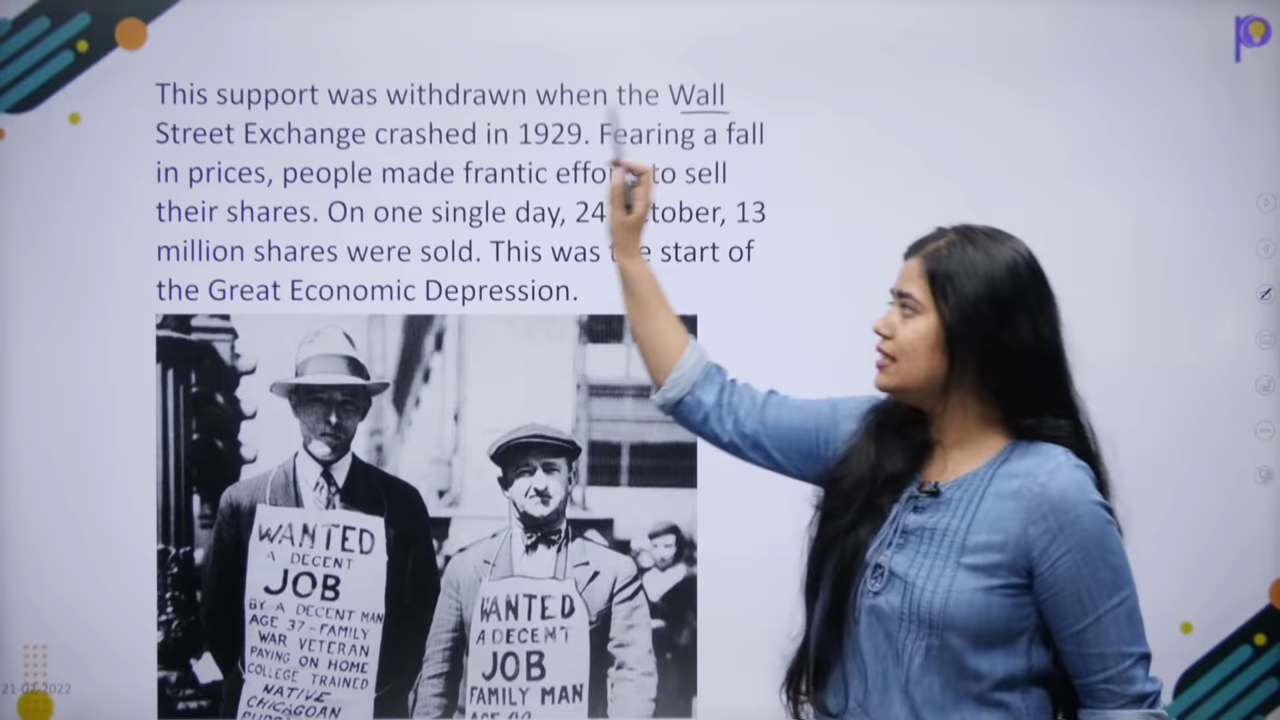 This support was withdrawn when the Wall
Street Exchange crashed in 1929. Fearing a fall
in prices, people made frantic to sell
their shares. On one single day, 24 13
million shares were sold. This was start of
the Great Economic Depression.
WANTED
A DECENT
JOB
BY A DECENT MAN
AGE 37-FAMILY
WAR VETERAN
PAYING ON HOME
COLLEGE TRAINED
NATIVE
CHICAGOAN
WANTED
A DECENT
JOB
FAMILY MAN
21-07-2022